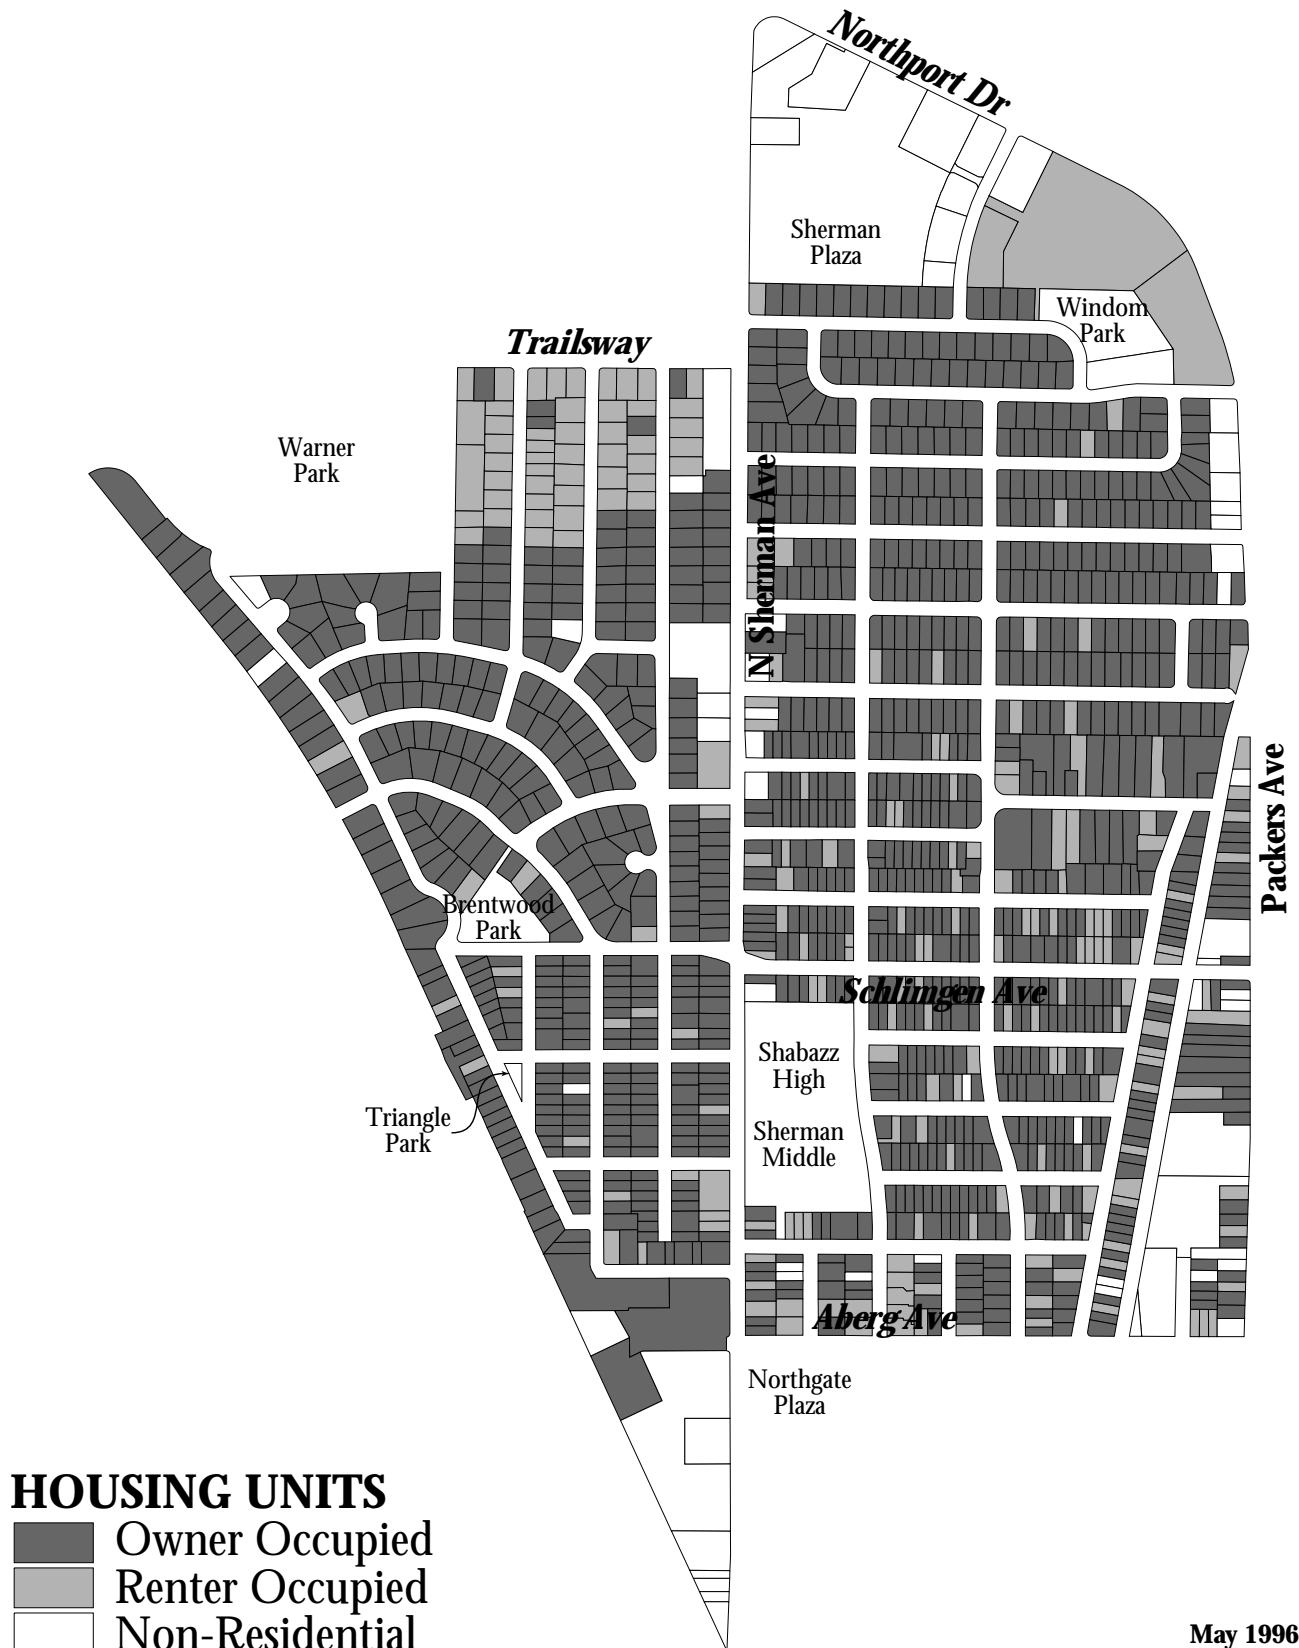 Northport Dr
Sherman
Plaza
Windom
Park
Trailsway
Warner
Park
N Sherman Ave
Packers Ave
Brentwood
Park
Schlimgen Ave
Shabazz
High
Triangle
Park
Sherman
Middle
Aberg Ave
Northgate
Plaza
HOUSING UNITS
Owner Occupied
Renter Occupied
Non-Residential
May 1996